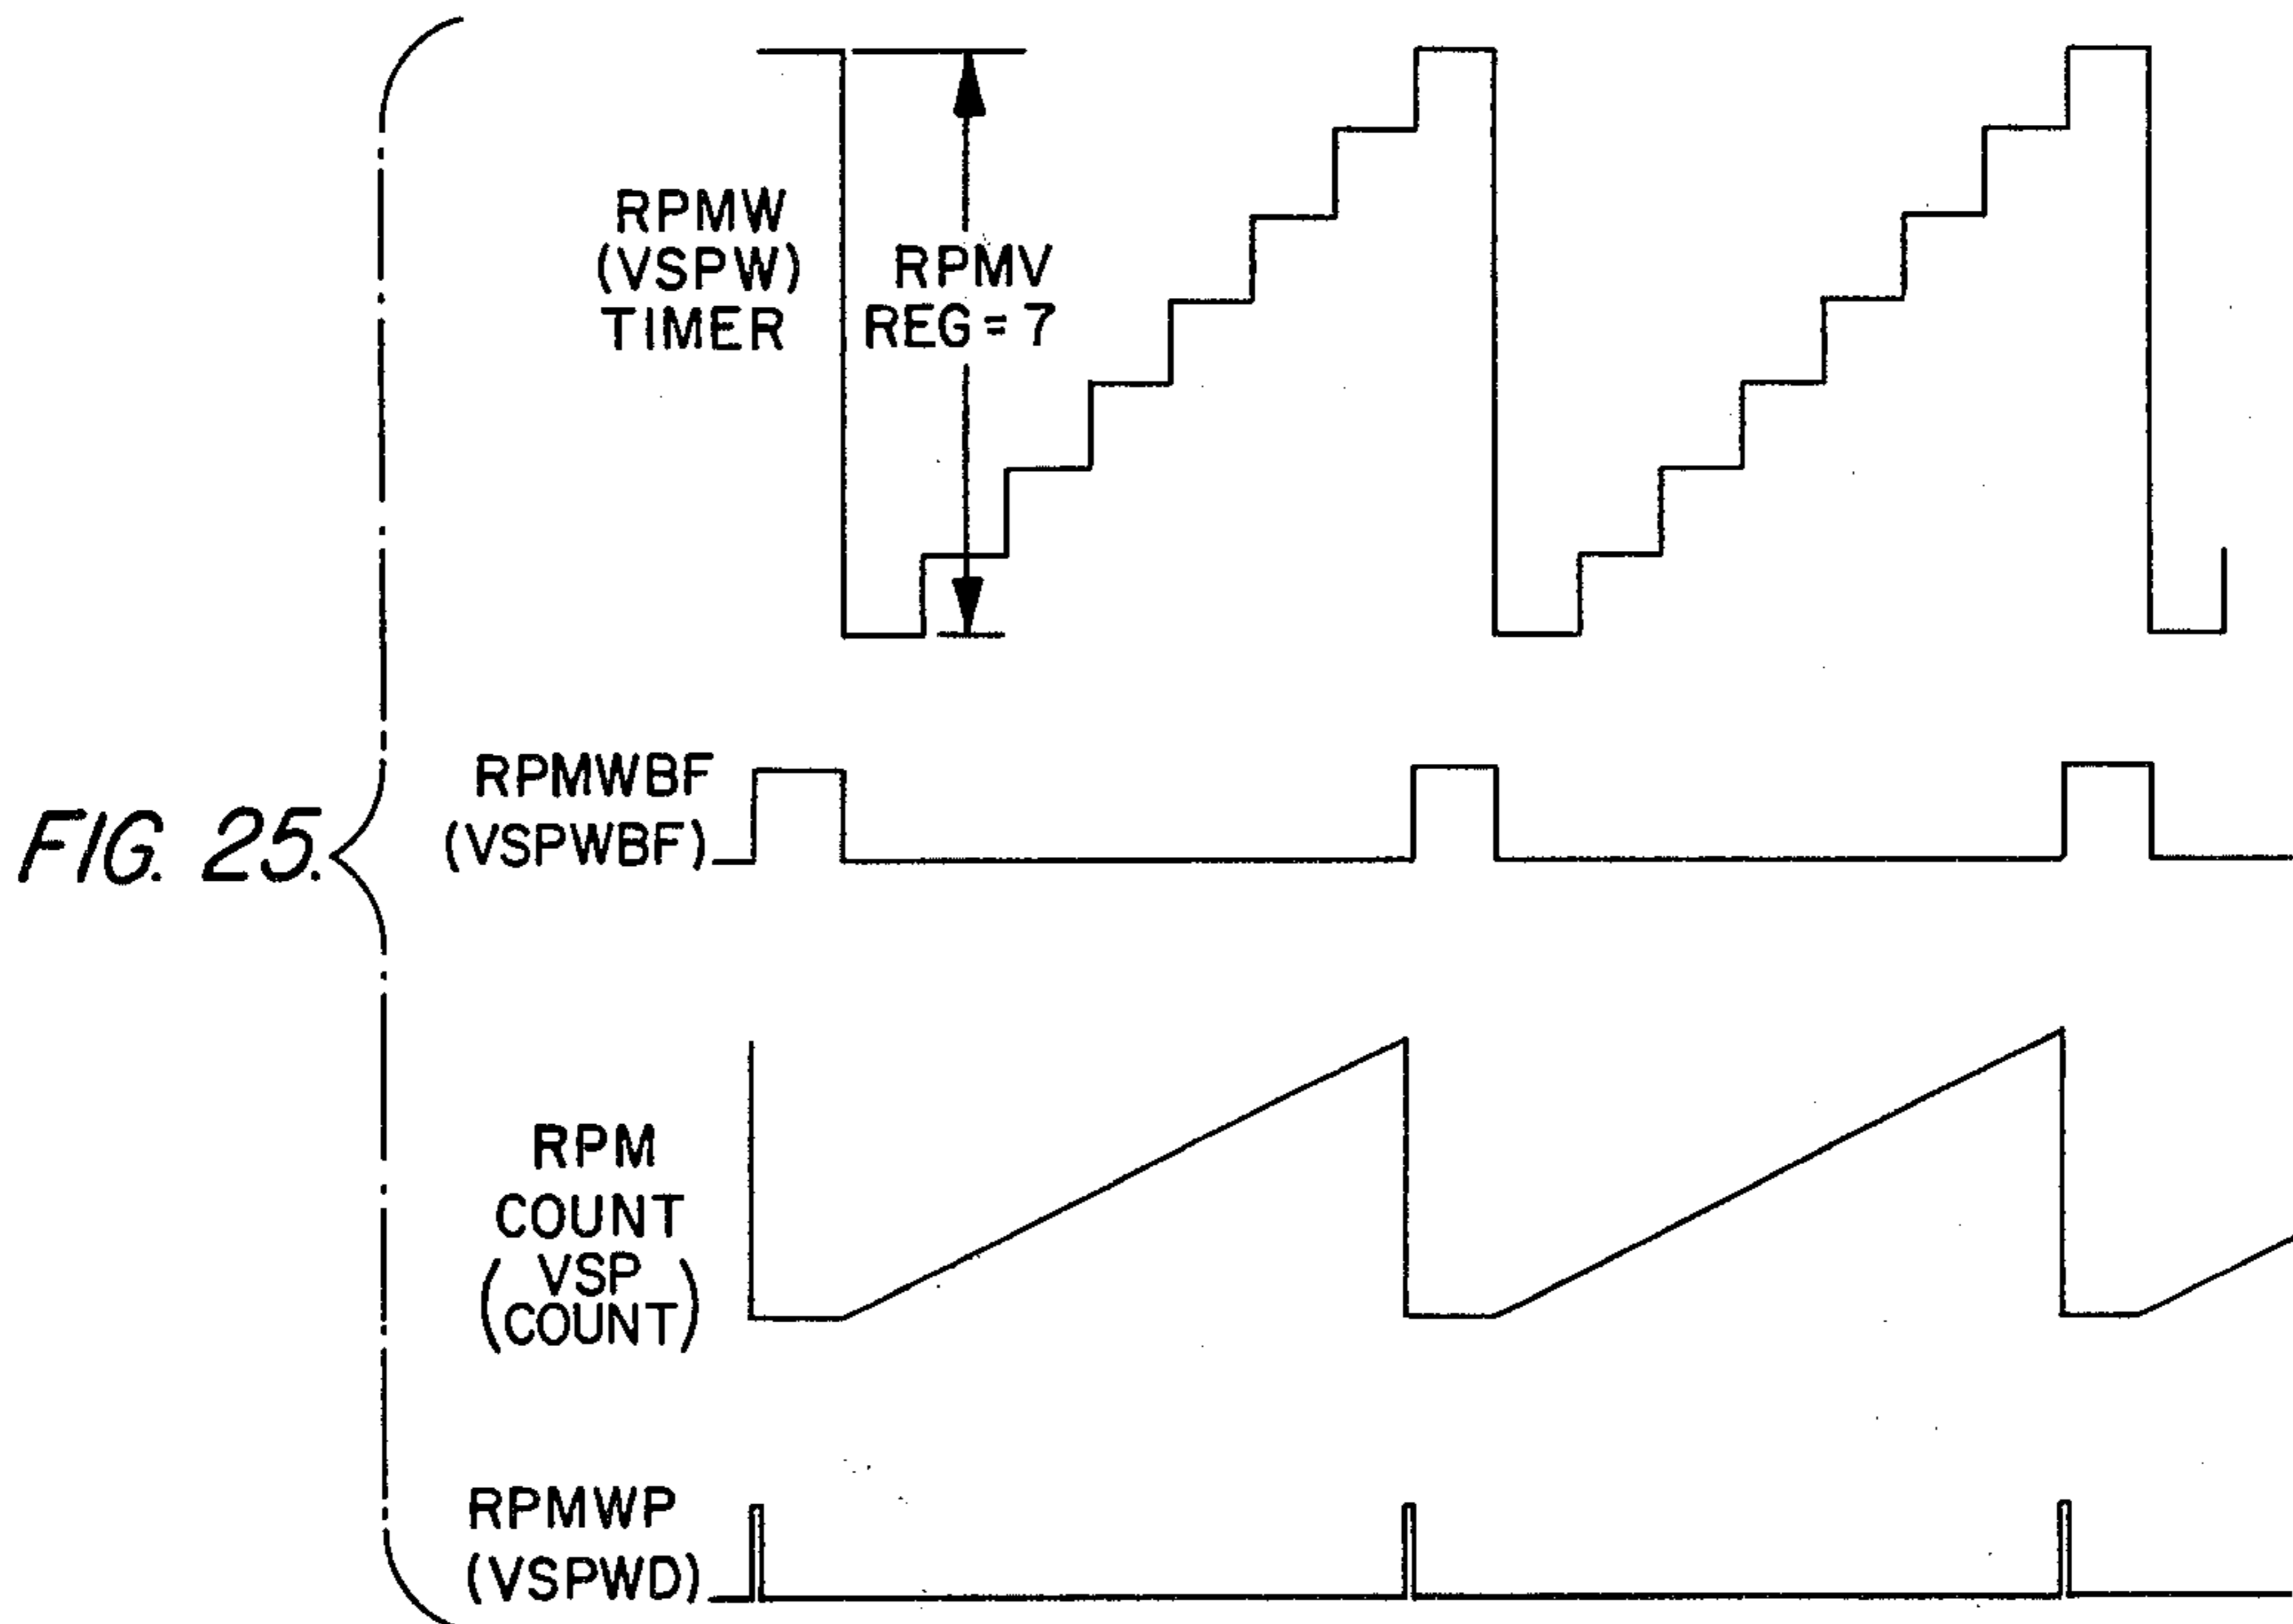 RPMW
(VSPW)
TIMER
RPMV
REG = 7
RPMWBF
(VSPWBF)
FIG. 25.
RPM
COUNT
(VSP
COUNT)
RPMWP
(VSPWD)